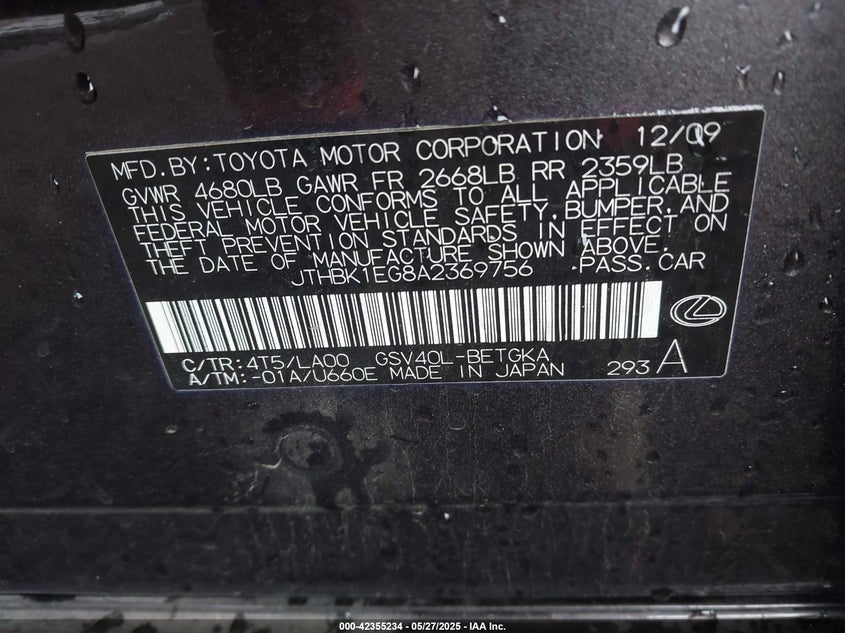 MFD.BY:TOYOTA MOTOR CORPORATION 12/09
GVWR 4680LB GAWR FR 2668LB RR 2359LB
THIS VEHICLE CONFORMS TO ALL APPLICABLE
FEDERAL MOTOR VEHICLE SAFETY,BUMPER,AND
THEFT PREVENTION STANDARDS IN EFFECT ON
THE DATE OF MANUFACTURE SHOWN ABOVE.
JTHBK1EG8A2369756 .PASS.CAR
C/TR:4T5/LA00 GSV40L-BETGKA
A/TM:-01A/U660E MADE IN JAPAN 293 A
000-42355234 - 05/27/2025 - IAA Inc.